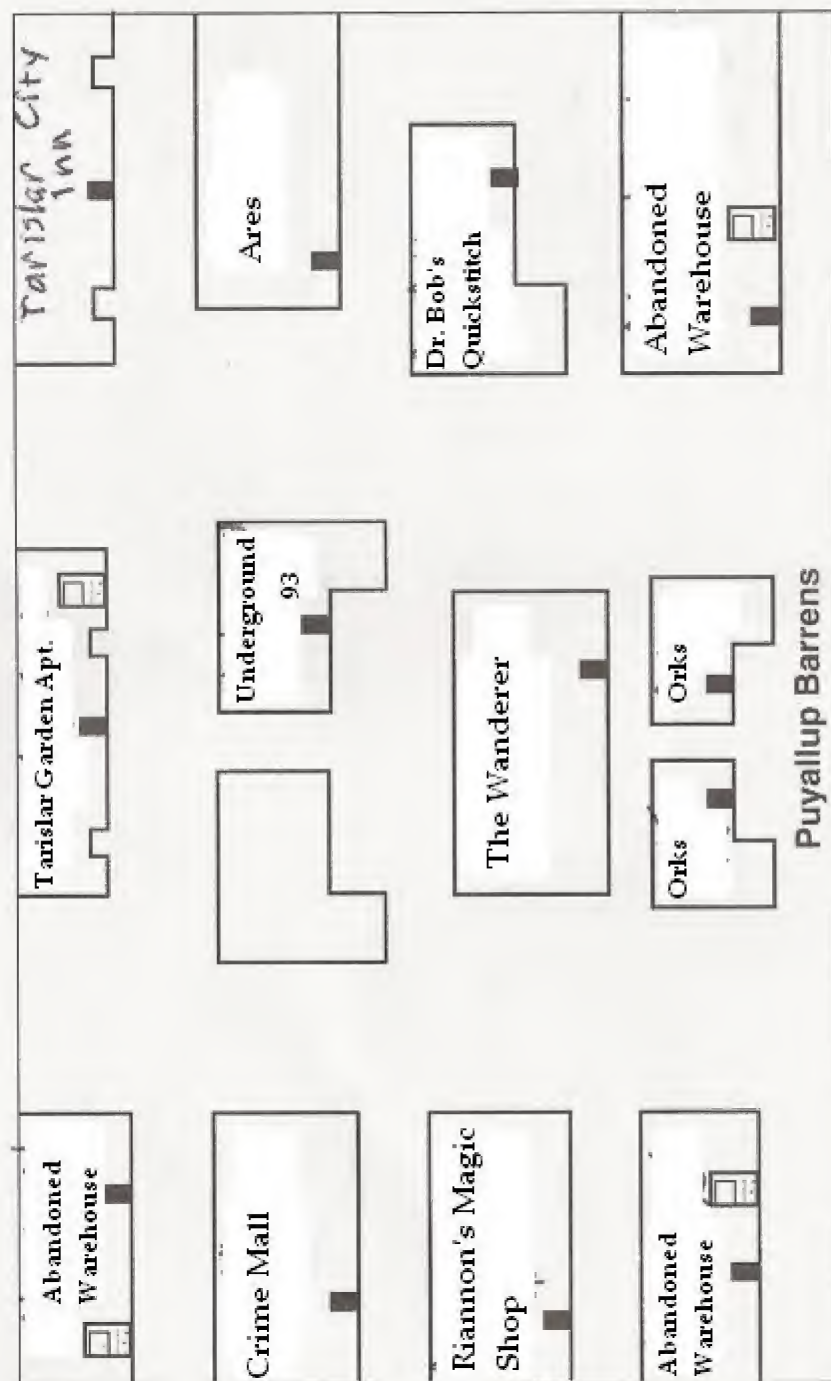 Abandoned
Warehouse
Tarislar Garden Apt.
Tarislar City
Inn
Crime Mall
Underground
93
Ares
Riannon's Magic
Shop
The Wanderer
Dr. Bob's
Quickstitch
Abandoned
Warehouse
Orks
Orks
Abandoned
Warehouse
Puyallup Barrens